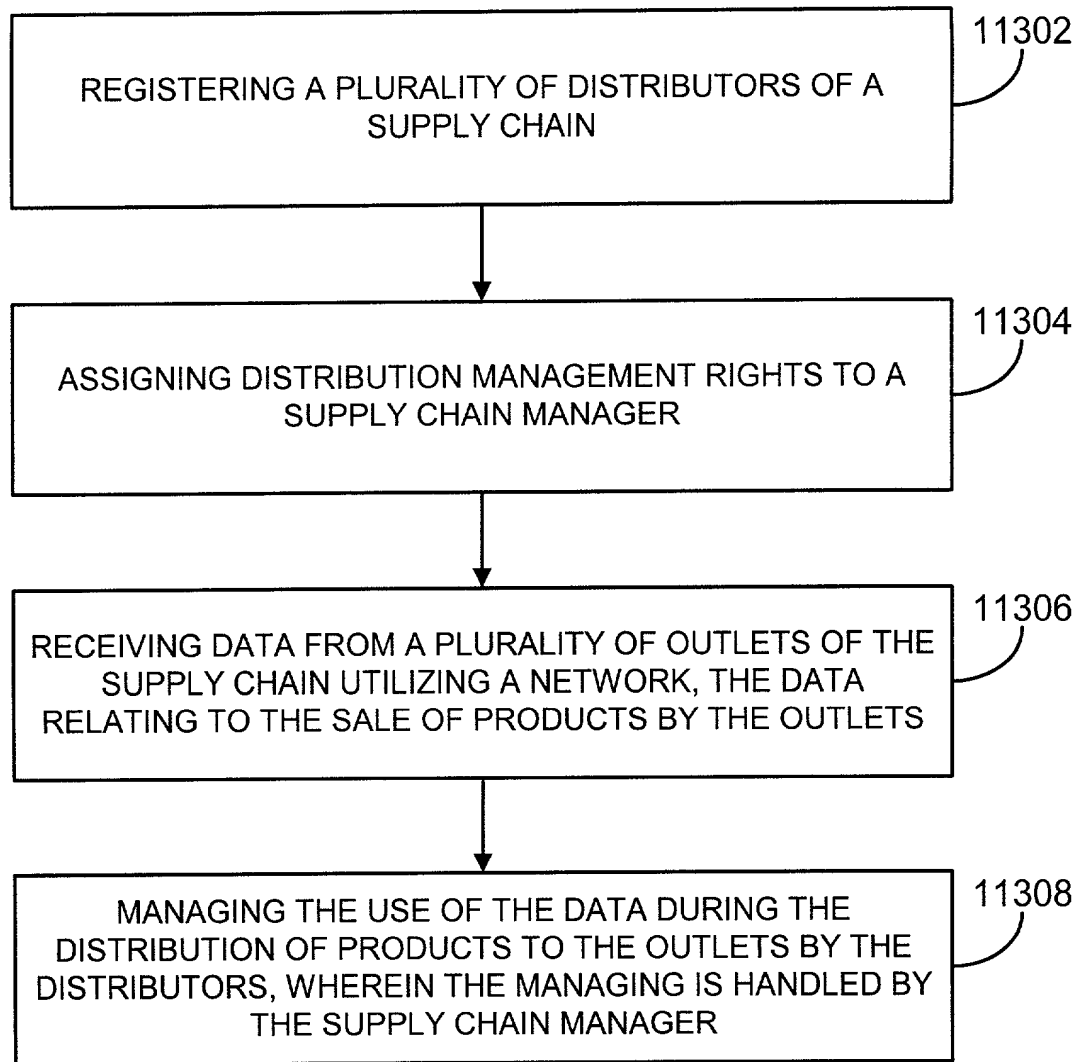 11302
REGISTERING A PLURALITY OF DISTRIBUTORS OF A
SUPPLY CHAIN
11304
ASSIGNING DISTRIBUTION MANAGEMENT RIGHTS TO A
SUPPLY CHAIN MANAGER
11306
RECEIVING DATA FROM A PLURALITY OF OUTLETS OF THE
SUPPLY CHAIN UTILIZING A NETWORK, THE DATA
RELATING TO THE SALE OF PRODUCTS BY THE OUTLETS
11308
MANAGING THE USE OF THE DATA DURING THE
DISTRIBUTION OF PRODUCTS TO THE OUTLETS BY THE
DISTRIBUTORS, WHEREIN THE MANAGING IS HANDLED BY
THE SUPPLY CHAIN MANAGER